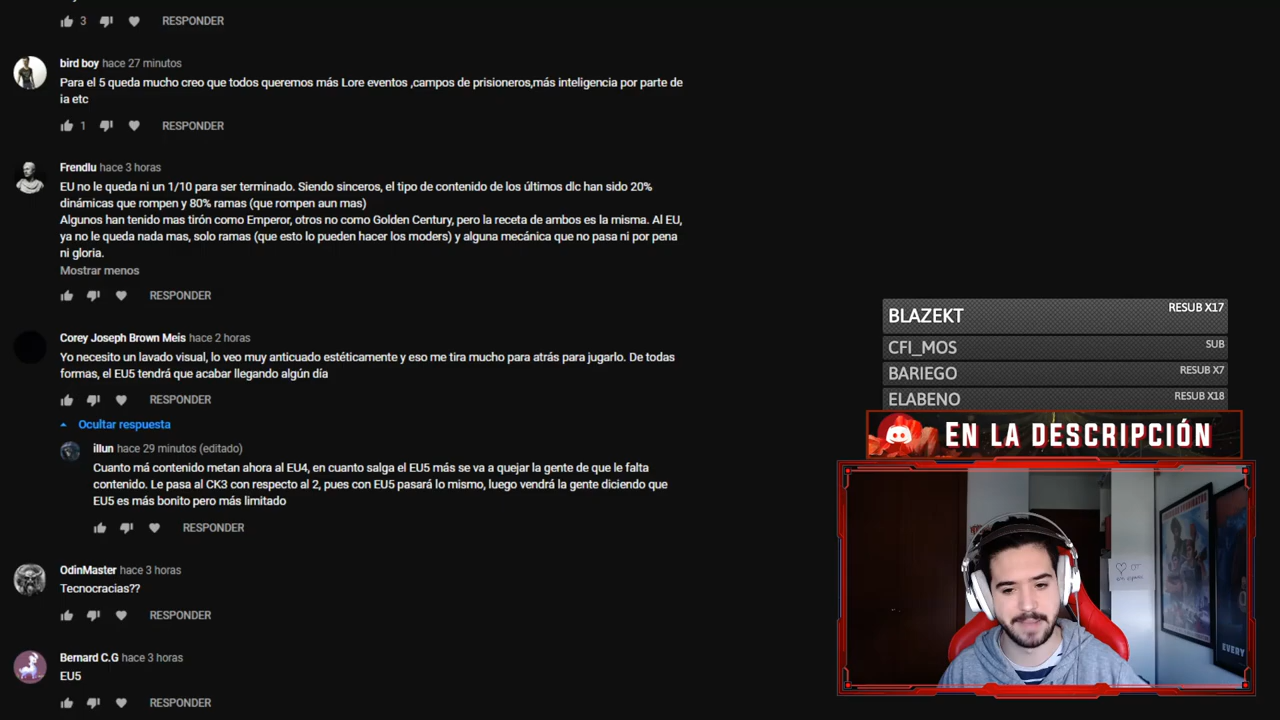 3 RESPONDER
bird boy hace 27 minutos
Para el 5 queda mucho creo que todos queremos más Lore eventos ,campos de prisioneros,más inteligencia por parte de
ia etc
1 RESPONDER
Frendlu hace 3 horas
EU no le queda ni un 1/10 para ser terminado. Siendo sinceros, el tipo de contenido de los últimos dlc han sido 20%
dinámicas que rompen y 80% ramas (que rompen aun mas)
Algunos han tenido mas tirón como Emperor, otros no como Golden Century, pero la receta de ambos es la misma. Al EU,
ya no le queda nada mas, solo ramas (que esto lo pueden hacer los moders) y alguna mecánica que no pasa ni por pena
ni gloria.
Mostrar menos
RESPONDER
Corey Joseph Brown Meis hace 2 horas
Yo necesito un lavado visual, lo veo muy anticuado estéticamente y eso me tira mucho para atrás para jugarlo. De todas
formas, el EU5 tendrá que acabar llegando algún día
RESPONDER
Ocultar respuesta
illun hace 29 minutos (editado)
Cuanto má contenido metan ahora al EU4, en cuanto salga el EU5 más se va a quejar la gente de que le falta
contenido. Le pasa al CK3 con respecto al 2, pues con EU5 pasará lo mismo, luego vendrá la gente diciendo que
EU5 es más bonito pero más limitado
RESPONDER
OdinMaster hace 3 horas
Tecnocracias??
RESPONDER
Bernard C.G hace 3 horas
EU5
RESPONDER
BLAZEKT RESUB X17
CFI_MOS SUB
BARIEGO RESUB X7
ELABENO RESUB X18
EN LA DESCRIPCIÓN
EVERY